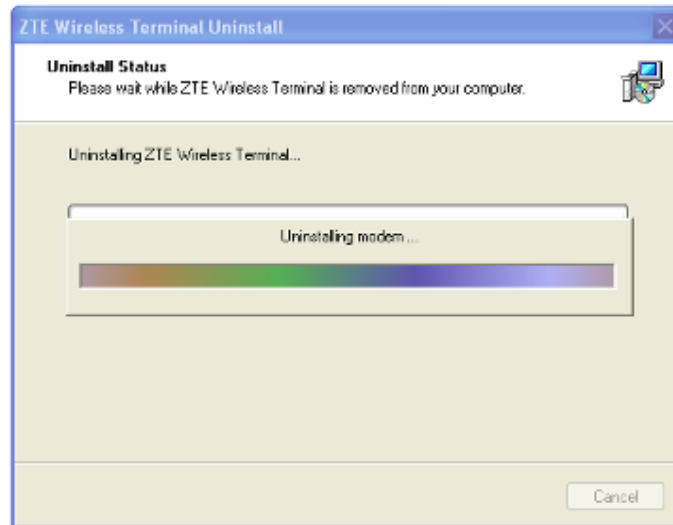 ZTE Wireless Terminal Uninstall
Uninstall Status
Please wait while ZTE Wireless Terminal is removed from your computer.
Uninstalling ZTE Wireless Terminal...
Uninstalling modem ...
Cancel